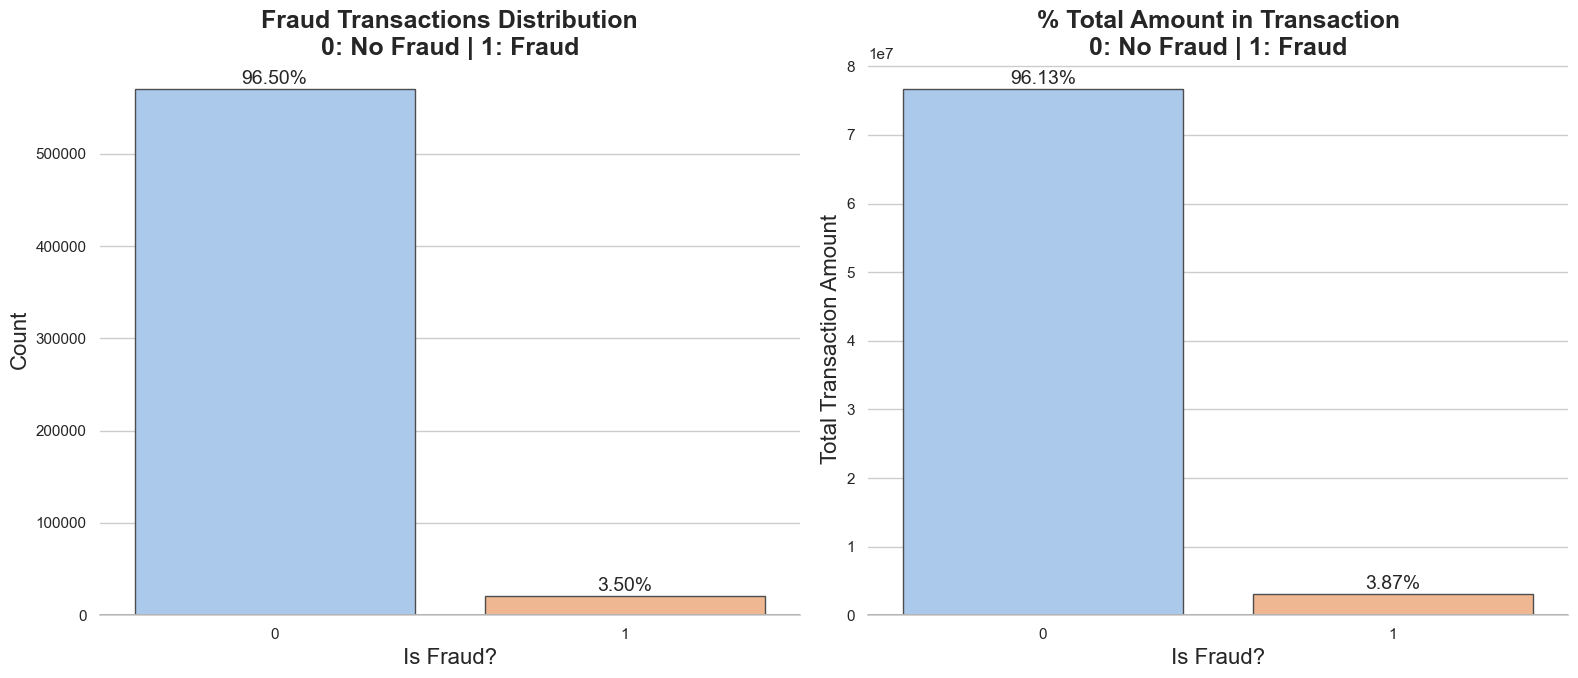 Fraud Transactions Distribution
0: No Fraud | 1: Fraud
96.50%
500000
400000
300000
200000
100000
0
Count
3.50%
0
1
Is Fraud?
% Total Amount in Transaction
0: No Fraud | 1: Fraud
1e7
8
96.13%
7
6
5
4
3
2
1
0
Total Transaction Amount
3.87%
0
1
Is Fraud?